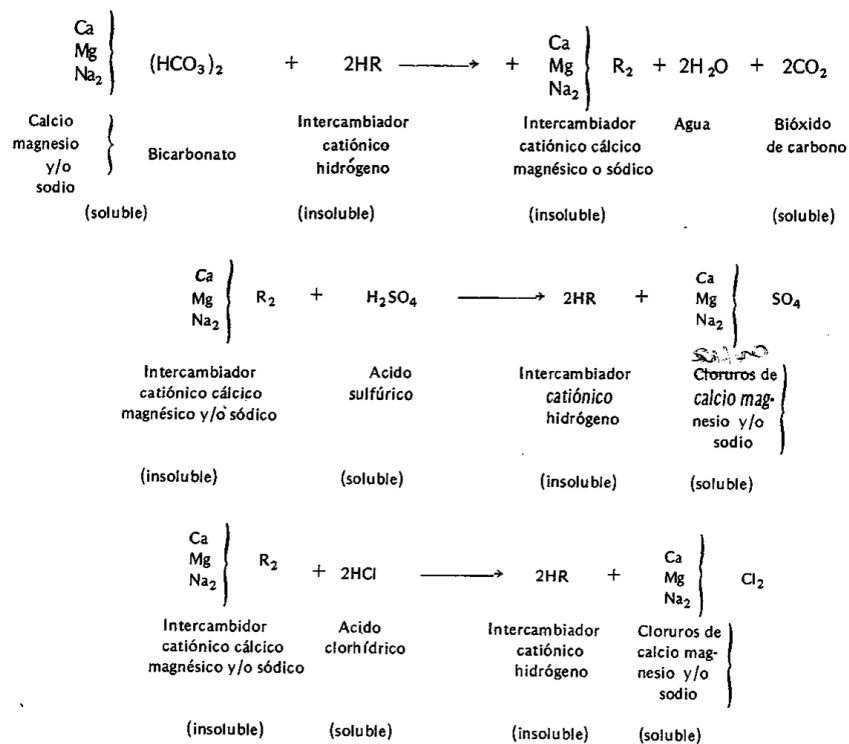 Ca
Mg
Na2
(HCO3)2 + 2HR ⟶ +
Ca
Mg
Na2
R2 + 2H2O + 2CO2
Calcio
magnesio
y/o
sodio
Bicarbonato
Intercambiador
catiónico
hidrógeno
Intercambiador
catiónico cálcico
magnésico o sódico
Agua
Bióxido
de carbono
(soluble) (insoluble) (insoluble) (soluble)
Ca
Mg
Na2
R2 + H2SO4 ⟶ 2HR +
Ca
Mg
Na2
SO4
Intercambiador
catiónico cálcico
magnésico y/o sódico
Acido
sulfúrico
Intercambiador
catiónico
hidrógeno
Cloruros de
calcio mag-
nesio y/o
sodio
(insoluble) (soluble) (insoluble) (soluble)
Ca
Mg
Na2
R2 + 2HCl ⟶ 2HR +
Ca
Mg
Na2
Cl2
Intercambidor
catiónico cálcico
magnésico y/o sódico
Acido
clorhídrico
Intercambiador
catiónico
hidrógeno
Cloruros de
calcio mag-
nesio y/o
sodio
(insoluble) (soluble) (insoluble) (soluble)